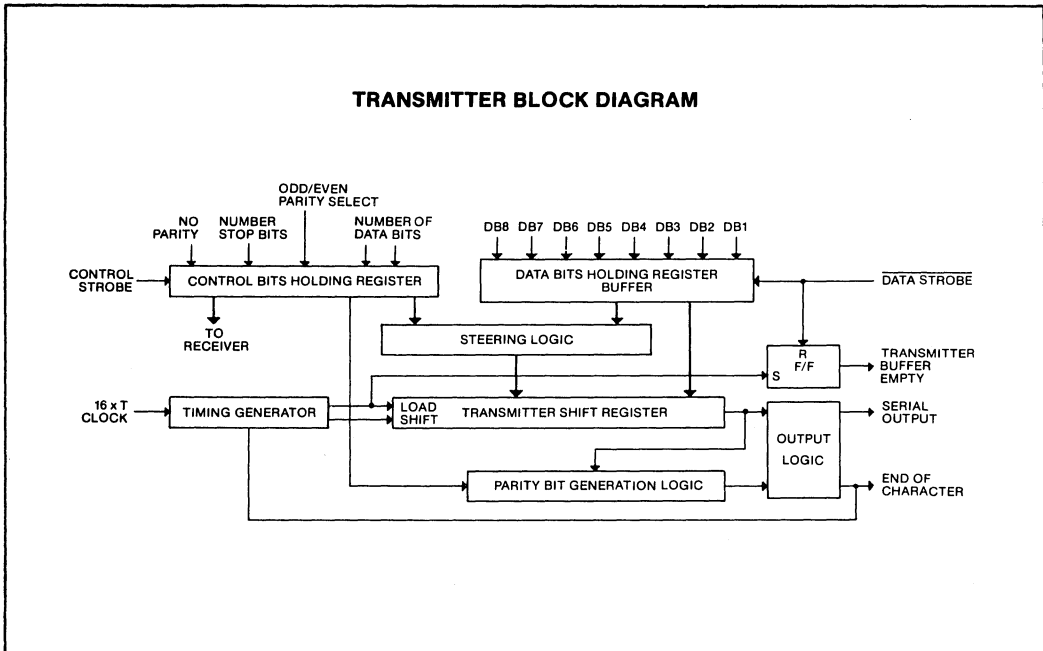 TRANSMITTER BLOCK DIAGRAM
ODD/EVEN
PARITY SELECT
NO
PARITY
NUMBER
STOP BITS
NUMBER OF
DATA BITS
DB8 DB7 DB6 DB5 DB4 DB3 DB2 DB1
CONTROL
STROBE
CONTROL BITS HOLDING REGISTER
DATA BITS HOLDING REGISTER
BUFFER
DATA STROBE
TO
RECEIVER
STEERING LOGIC
R
F/F
S
TRANSMITTER
BUFFER
EMPTY
16 x T
CLOCK
TIMING GENERATOR
LOAD
SHIFT
TRANSMITTER SHIFT REGISTER
OUTPUT
LOGIC
SERIAL
OUTPUT
PARITY BIT GENERATION LOGIC
END OF
CHARACTER